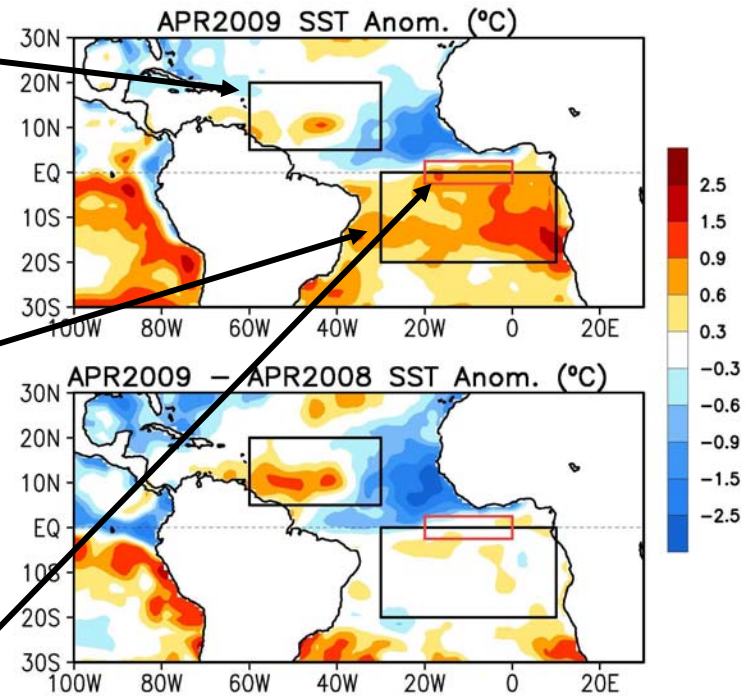 APR2009 SST Anom. (ºC)
30N
20N
10N
EQ
10S
20S
30S
100W 80W 60W 40W 20W 0 20E
2.5
1.5
0.9
0.6
0.3
-0.3
-0.6
-0.9
-1.5
-2.5
APR2009 – APR2008 SST Anom. (ºC)
30N
20N
10N
EQ
10S
20S
30S
100W 80W 60W 40W 20W 0 20E